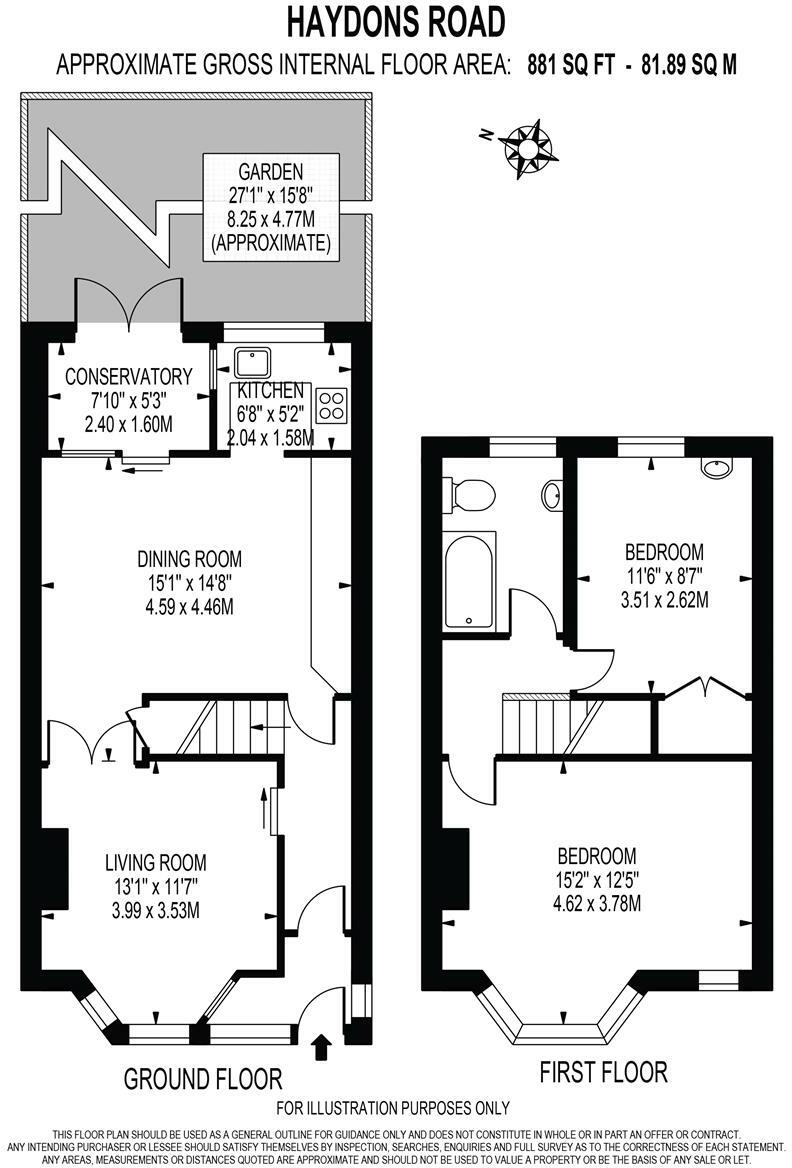 HAYDONS ROAD
APPROXIMATE GROSS INTERNAL FLOOR AREA: 881 SQ FT - 81.89 SQ M
N
GARDEN
27'1" x 15'8"
8.25 x 4.77M
(APPROXIMATE)
CONSERVATORY
7'10" x 5'3"
2.40 x 1.60M
KITCHEN
6'8" x 5'2"
2.04 x 1.58M
DINING ROOM
15'1" x 14'8"
4.59 x 4.46M
BEDROOM
11'6" x 8'7"
3.51 x 2.62M
LIVING ROOM
13'1" x 11'7"
3.99 x 3.53M
BEDROOM
15'2" x 12'5"
4.62 x 3.78M
GROUND FLOOR
FIRST FLOOR
FOR ILLUSTRATION PURPOSES ONLY
THIS FLOOR PLAN SHOULD BE USED AS A GENERAL OUTLINE FOR GUIDANCE ONLY AND DOES NOT CONSTITUTE IN WHOLE OR IN PART AN OFFER OR CONTRACT.
ANY INTENDING PURCHASER OR LESSEE SHOULD SATISFY THEMSELVES BY INSPECTION, SEARCHES, ENQUIRIES AND FULL SURVEY AS TO THE CORRECTNESS OF EACH STATEMENT.
ANY AREAS, MEASUREMENTS OR DISTANCES QUOTED ARE APPROXIMATE AND SHOULD NOT BE USED TO VALUE A PROPERTY OR BE THE BASIS OF ANY SALE OR LET.